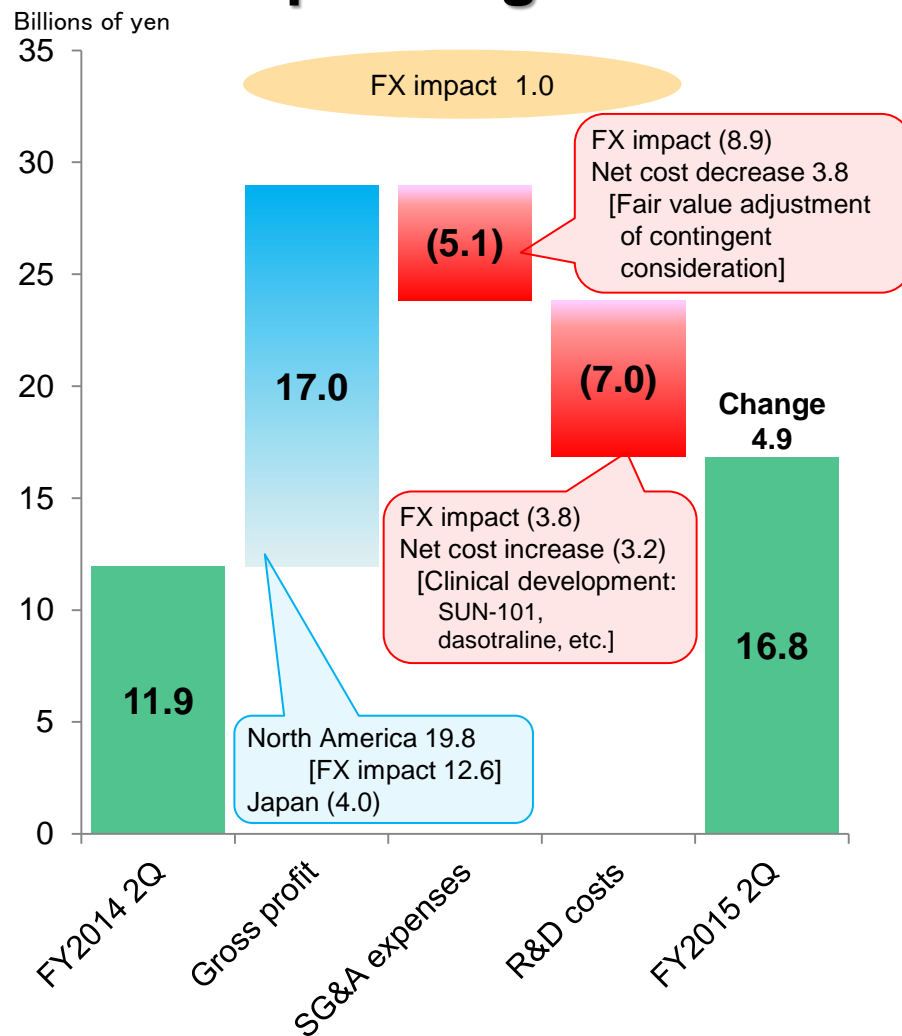 Billions of yen
35
30
25
20
15
10
5
0
FX impact 1.0
FX impact (8.9)
Net cost decrease 3.8
[Fair value adjustment
of contingent
consideration]
(5.1)
17.0
(7.0)
Change
4.9
FX impact (3.8)
Net cost increase (3.2)
[Clinical development:
SUN-101,
dasotraline, etc.]
11.9
16.8
North America 19.8
[FX impact 12.6]
Japan (4.0)
FY2014 2Q
Gross profit
SG&A expenses
R&D costs
FY2015 2Q